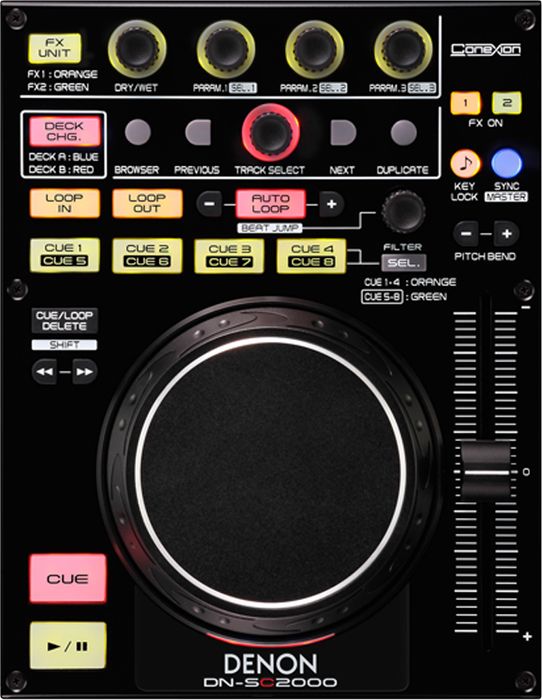 FX UNIT
FX1 : ORANGE
FX2 : GREEN
DRY/WET
PARAM.1 SEL.1
PARAM.2 SEL.2
PARAM.3 SEL.3
Conexion
1 2
FX ON
DECK CHG.
DECK A : BLUE
DECK B : RED
BROWSER
PREVIOUS
TRACK SELECT
NEXT
DUPLICATE
KEY LOCK
SYNC
MASTER
LOOP IN
LOOP OUT
- AUTO LOOP +
BEAT JUMP
- +
PITCH BEND
FILTER
SEL.
CUE 1
CUE 5
CUE 2
CUE 6
CUE 3
CUE 7
CUE 4
CUE 8
CUE 1-4 : ORANGE
CUE 5-8 : GREEN
CUE/LOOP
DELETE
SHIFT
-
0
+
CUE
DENON
DN-SC2000